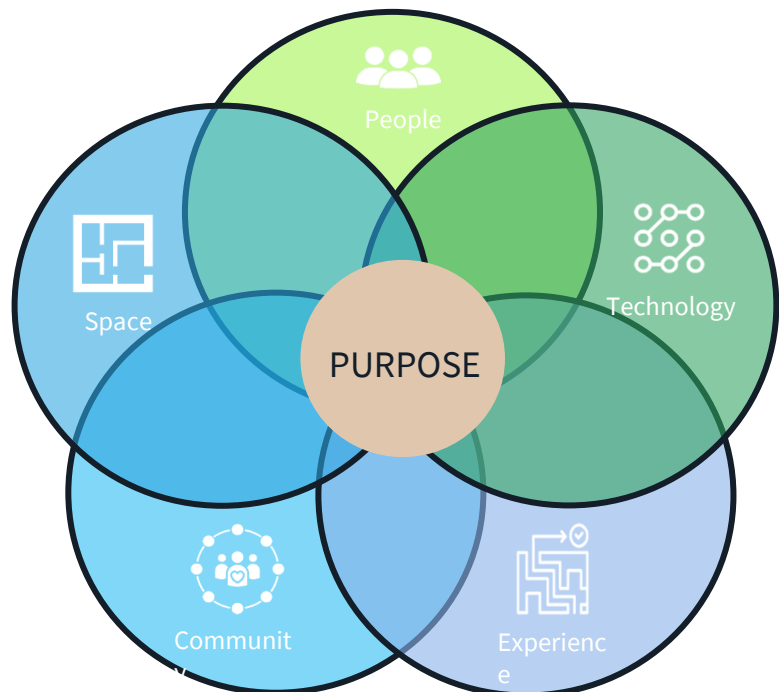 People
Technology
Space
PURPOSE
Communit
y
Experienc
e